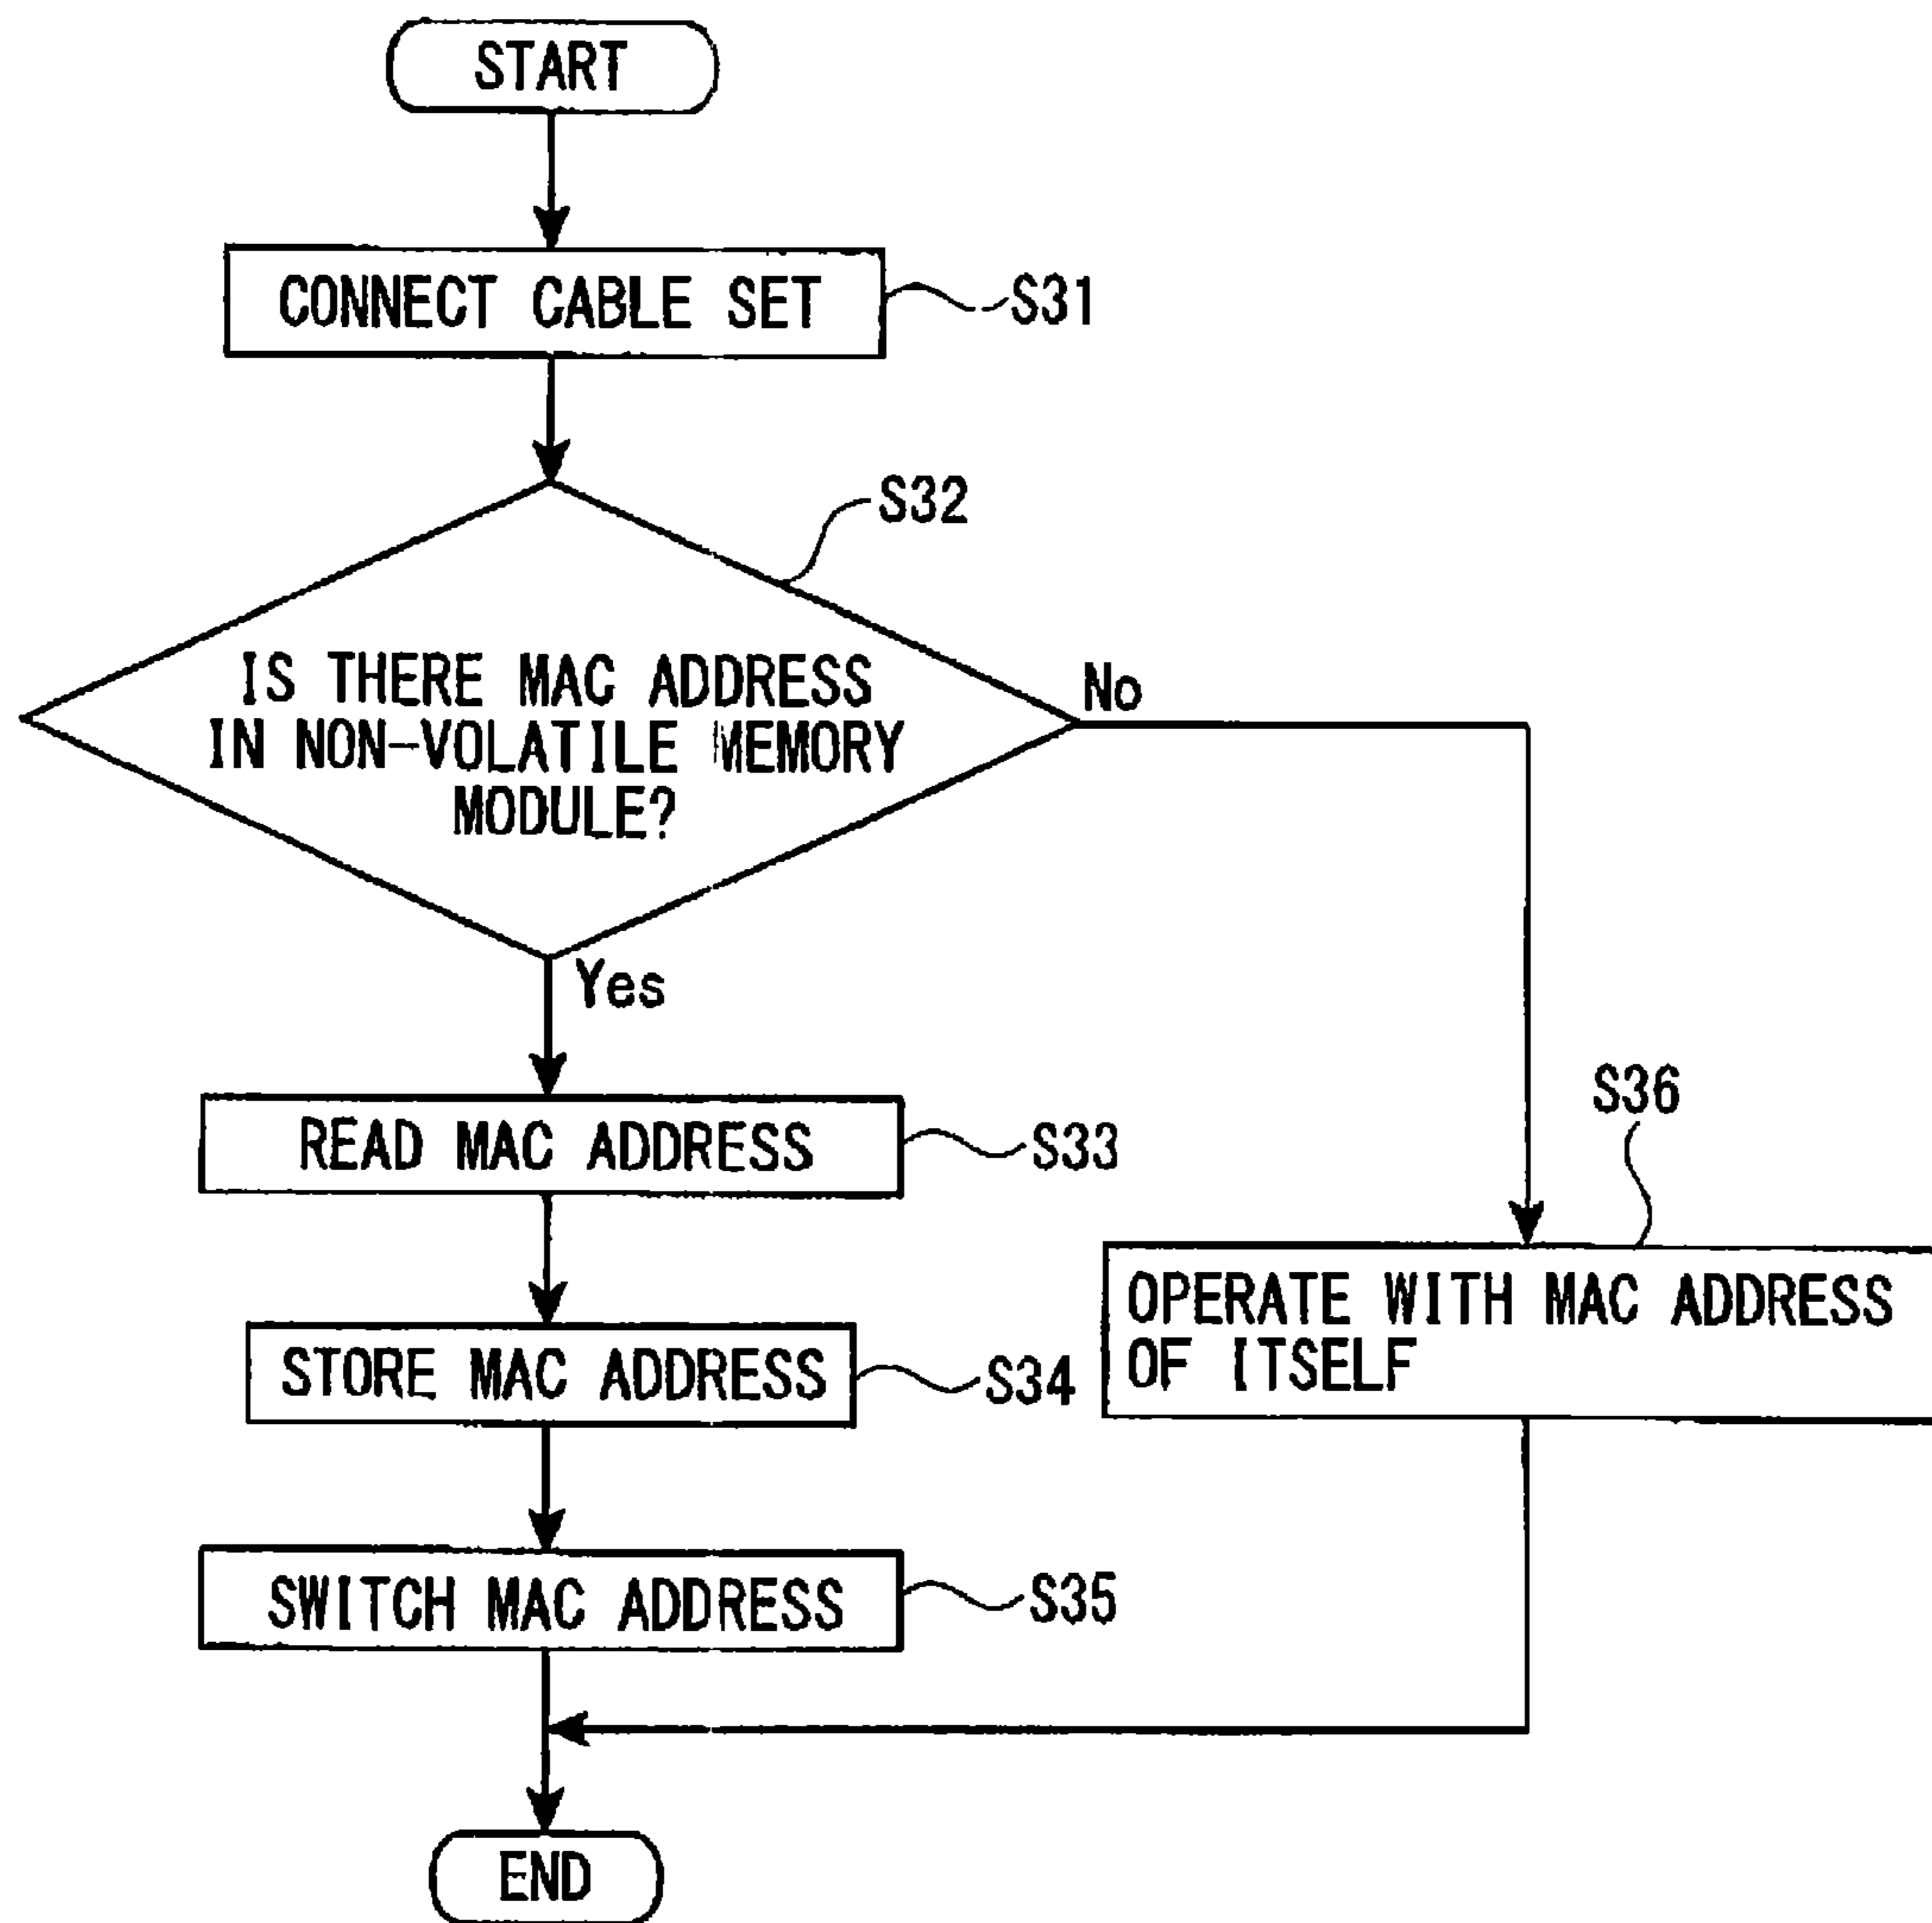 START
CONNECT CABLE SET
S31
S32
IS THERE MAC ADDRESS
IN NON-VOLATILE MEMORY
MODULE?
No
Yes
READ MAC ADDRESS
S33
S36
OPERATE WITH MAC ADDRESS
OF ITSELF
STORE MAC ADDRESS
S34
SWITCH MAC ADDRESS
S35
END